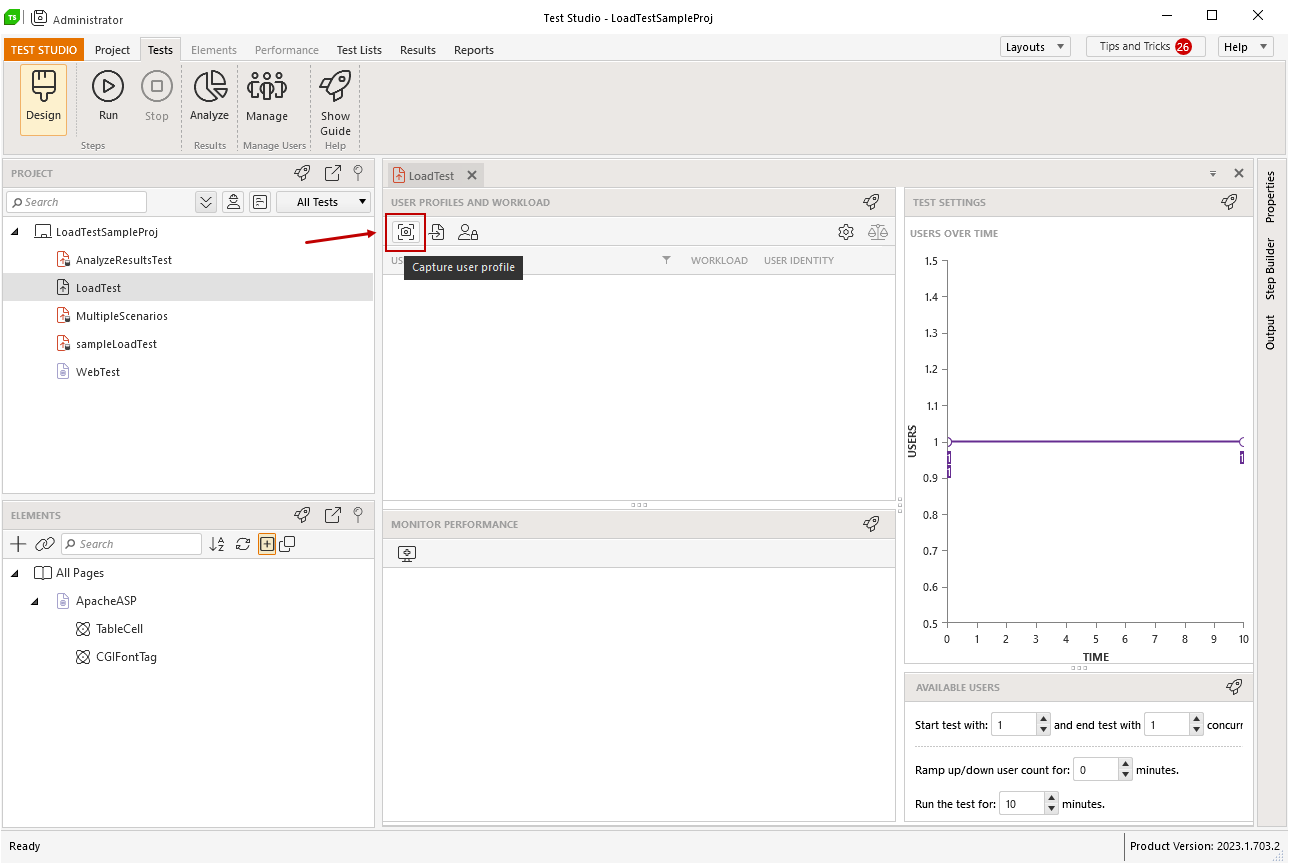 TS
Administrator
Test Studio - LoadTestSampleProj
TEST STUDIO
Project
Tests
Elements
Performance
Test Lists
Results
Reports
Layouts
Tips and Tricks 26
Help
Design
Run
Stop
Analyze
Manage
Show
Guide
Steps
Results
Manage Users
Help
PROJECT
Search
All Tests
LoadTestSampleProj
AnalyzeResultsTest
LoadTest
MultipleScenarios
sampleLoadTest
WebTest
ELEMENTS
Search
All Pages
ApacheASP
TableCell
CGIFontTag
LoadTest
USER PROFILES AND WORKLOAD
US
WORKLOAD
USER IDENTITY
Capture user profile
MONITOR PERFORMANCE
TEST SETTINGS
USERS OVER TIME
1.5
1.4
1.3
1.2
1.1
1
0.9
0.8
0.7
0.6
0.5
USERS
0 1 2 3 4 5 6 7 8 9 10
TIME
AVAILABLE USERS
Start test with: 1 and end test with 1 concurr
Ramp up/down user count for: 0 minutes.
Run the test for: 10 minutes.
Properties
Step Builder
Output
Ready
Product Version: 2023.1.703.2